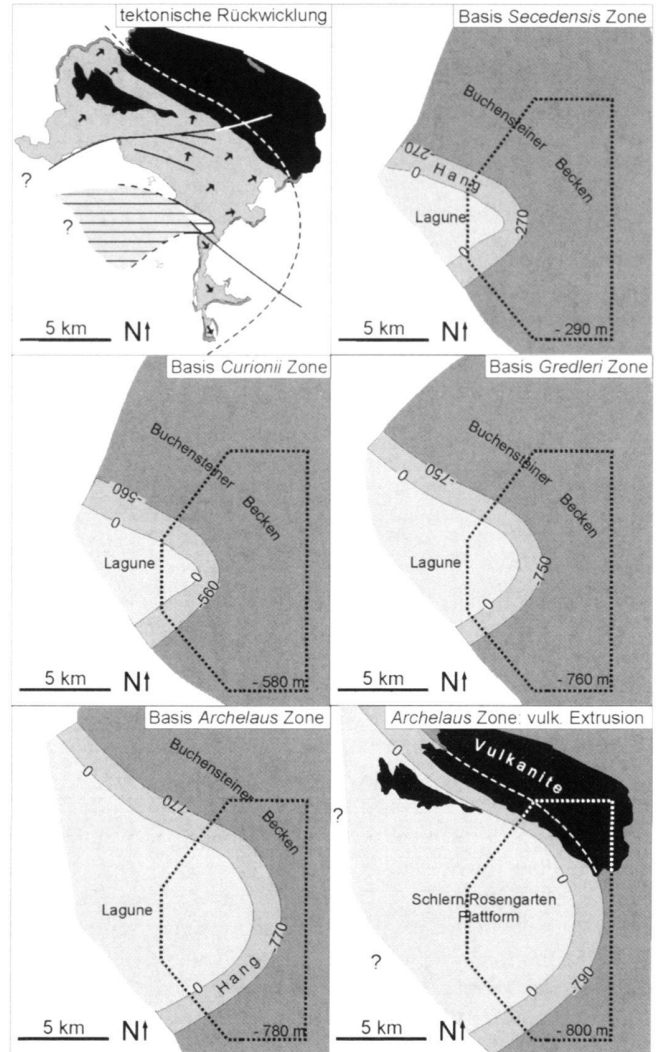 tektonische Rückwicklung
?
?
5 km
N↑
Basis Secedensis Zone
Buchensteiner
Becken
-270
Hang
0
Lagune
-270
0
5 km
N↑
- 290 m
Basis Curionii Zone
Buchensteiner
Becken
-560
0
Lagune
0
-560
5 km
N↑
- 580 m
Basis Gredleri Zone
Buchensteiner
Becken
-750
0
Lagune
-750
0
5 km
N↑
- 760 m
Basis Archelaus Zone
Buchensteiner
Becken
0
-770
Lagune
-770
Hang
0
5 km
N↑
- 780 m
Archelaus Zone: vulk. Extrusion
0
Vulkanite
?
0
Schlern-Rosengarten
Plattform
?
-790
0
5 km
N↑
- 800 m